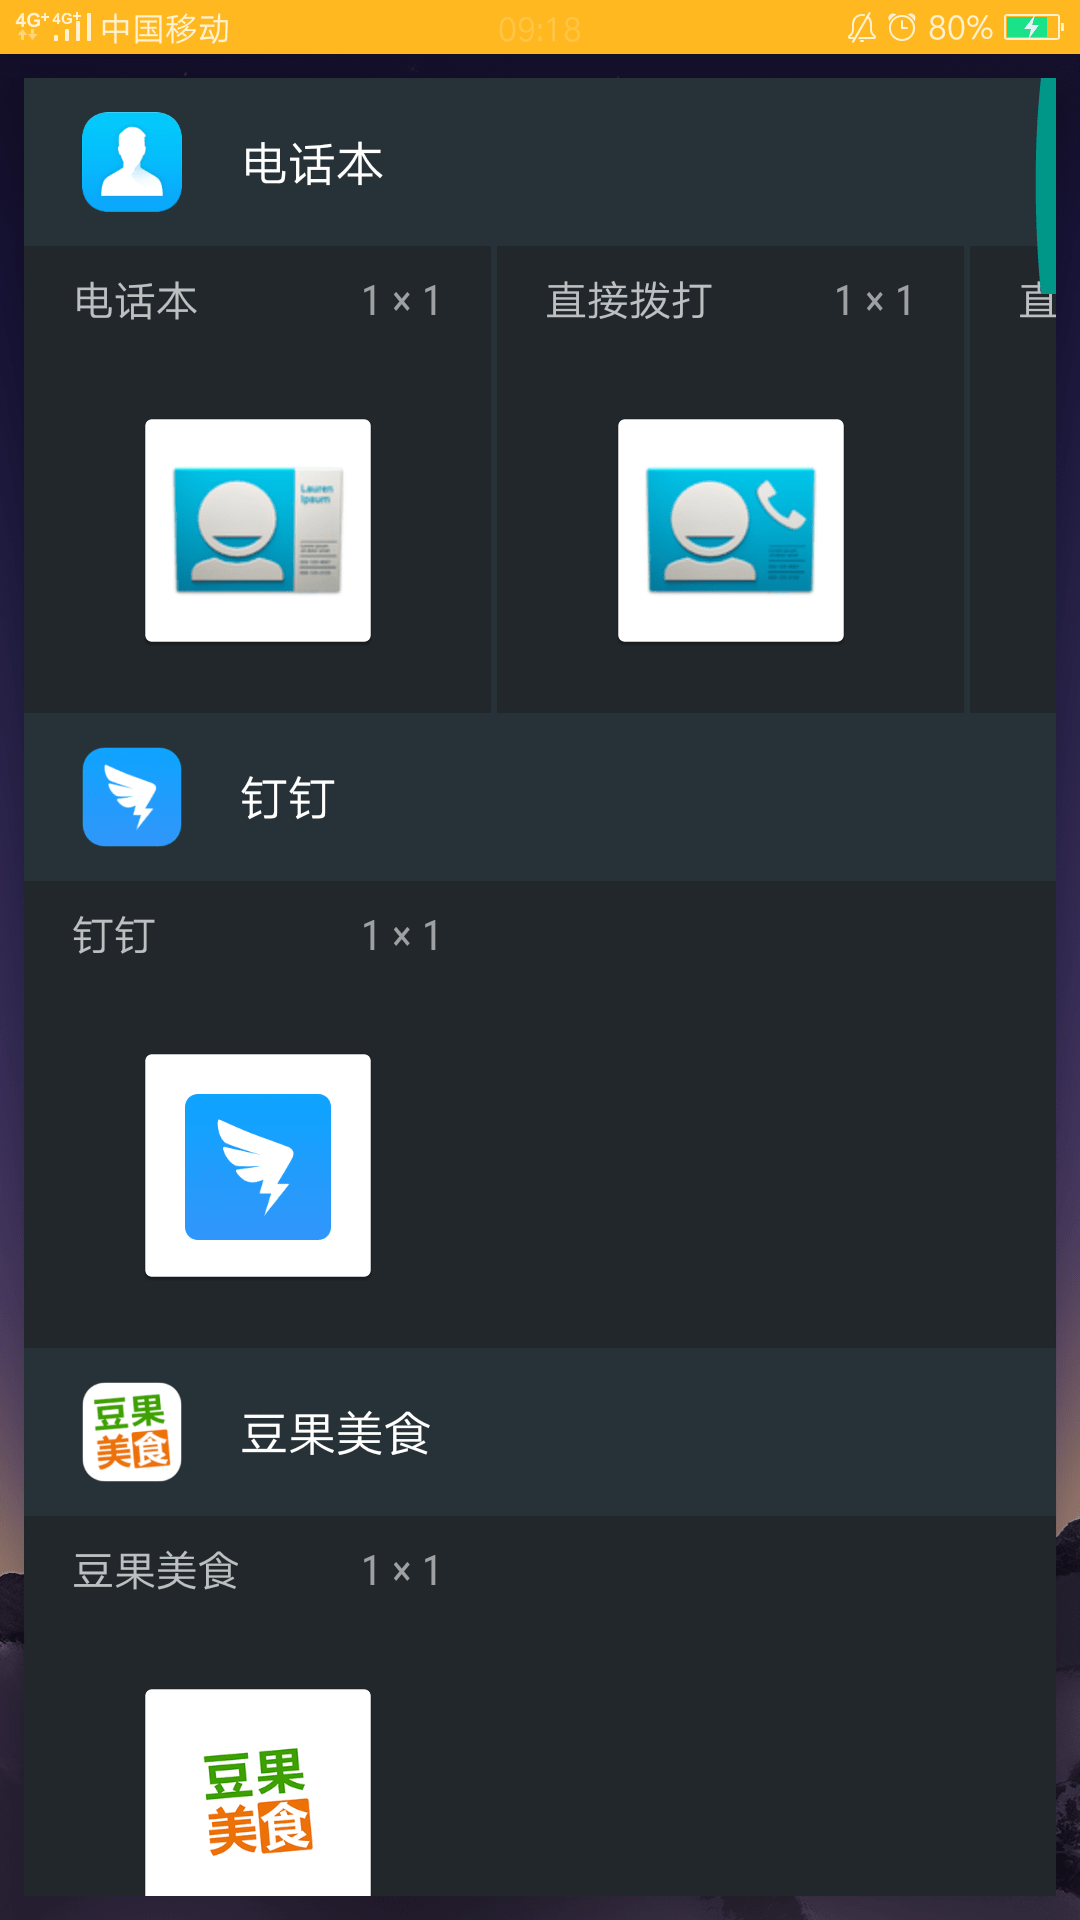 4G+ 4G+ 中国移动 09:18 80%
电话本
电话本 1 × 1 直接拨打 1 × 1 直
Lauren
Ipsum
钉钉
钉钉 1 × 1
豆果
美食
豆果美食
豆果美食 1 × 1
豆果
美食